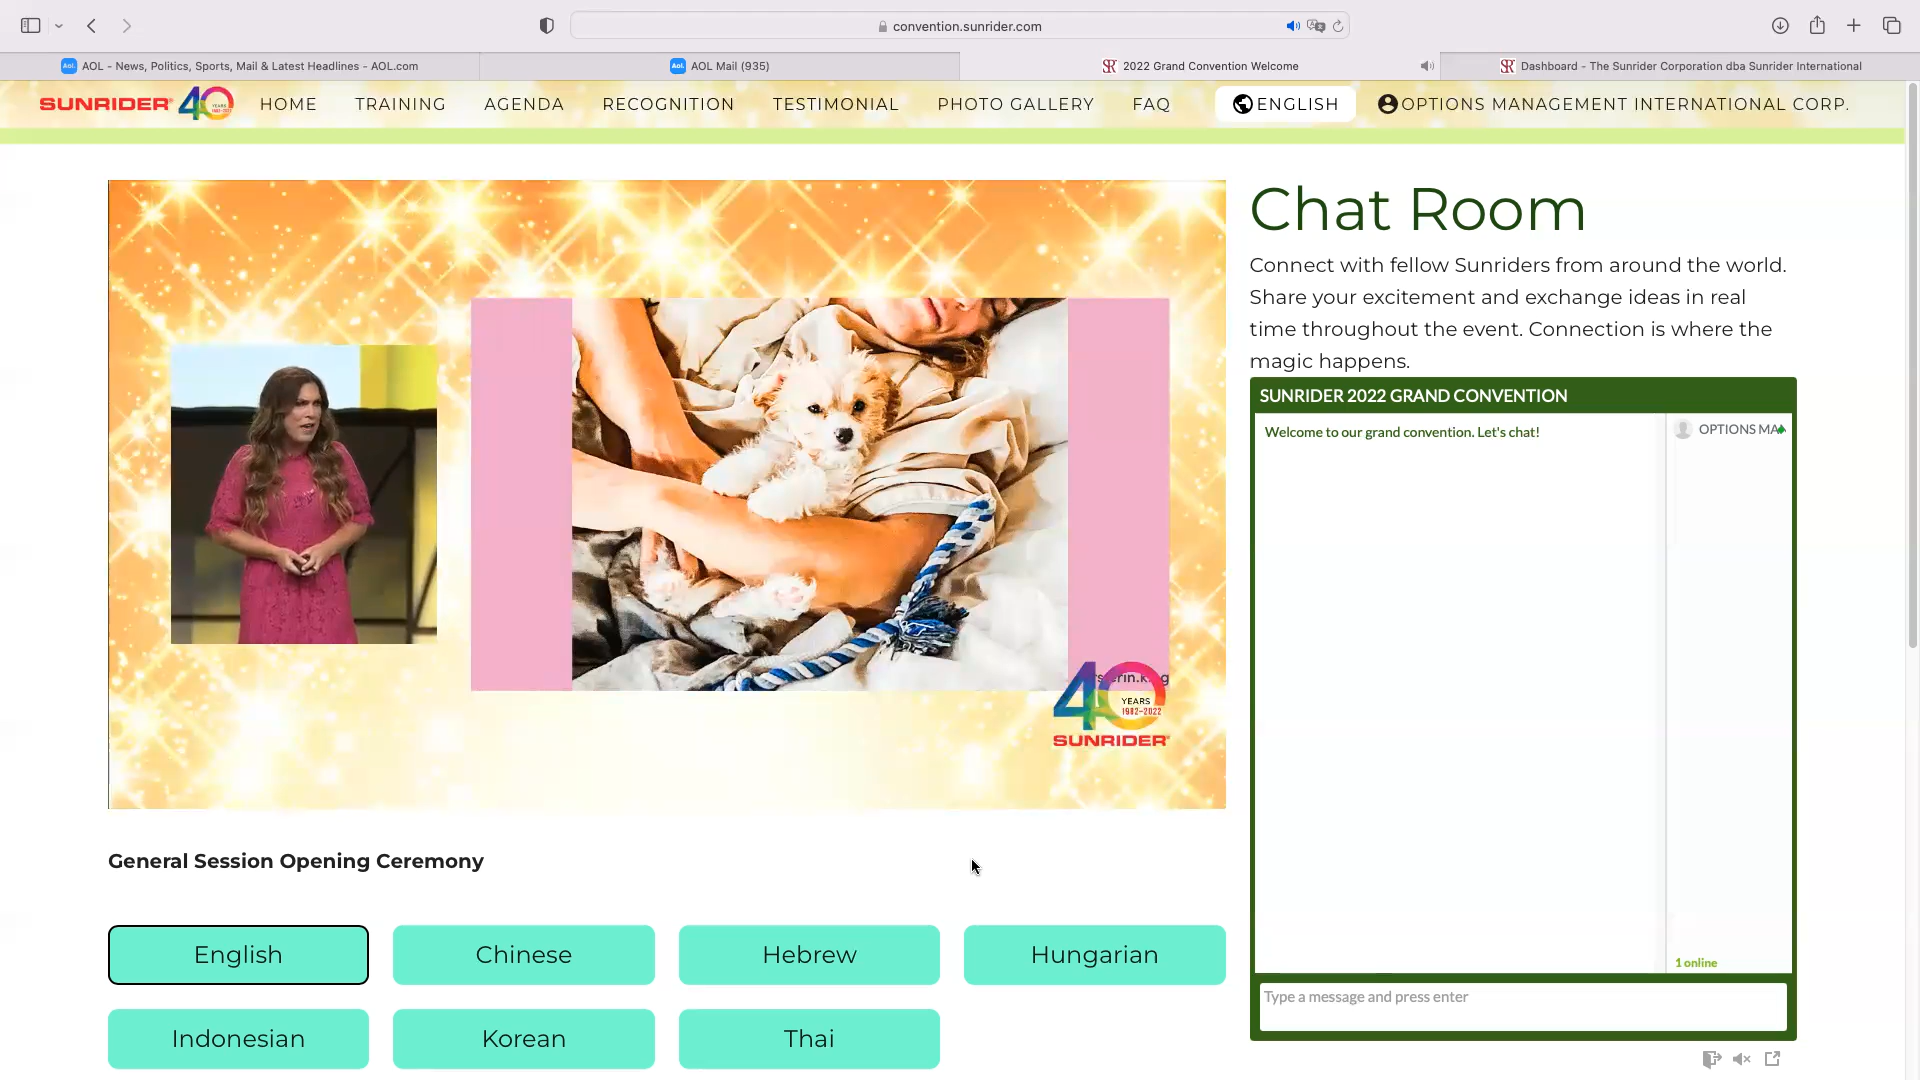 convention.sunrider.com
AOL - News, Politics, Sports, Mail & Latest Headlines - AOL.com
AOL Mail (935)
2022 Grand Convention Welcome
Dashboard - The Sunrider Corporation dba Sunrider International
SUNRIDER 40 YEARS
HOME
TRAINING
AGENDA
RECOGNITION
TESTIMONIAL
PHOTO GALLERY
FAQ
ENGLISH
OPTIONS MANAGEMENT INTERNATIONAL CORP.
40 YEARS
1982-2022
SUNRIDER
Chat Room
Connect with fellow Sunriders from around the world.
Share your excitement and exchange ideas in real
time throughout the event. Connection is where the
magic happens.
SUNRIDER 2022 GRAND CONVENTION
Welcome to our grand convention. Let's chat!
OPTIONS MA
1 online
Type a message and press enter
General Session Opening Ceremony
English
Chinese
Hebrew
Hungarian
Indonesian
Korean
Thai